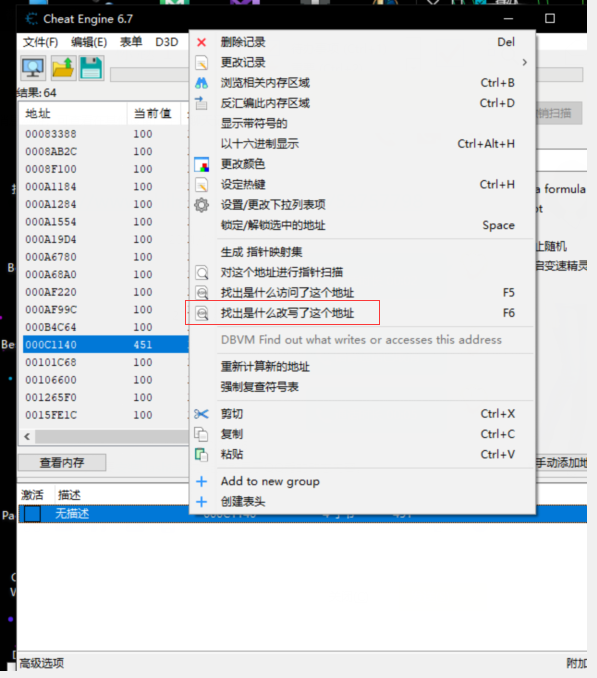 Cheat Engine 6.7
文件(F) 编辑(E) 表单 D3D
结果: 64
地址 当前值
00083388 100
0008AB2C 100
0008F100 100
000A1184 100
000A1284 100
000A1554 100
000A19D4 100
000A6780 100
000A68A0 100
000AF220 100
000AF99C 100
000B4C64 100
000C1140 451
00101C68 100
00106600 100
001265F0 100
0015FE1C 100
查看内存
删除记录 Del
更改记录
浏览相关内存区域 Ctrl+B
反汇编此内存区域 Ctrl+D
显示带符号的
以十六进制显示 Ctrl+Alt+H
更改颜色
设定热键 Ctrl+H
设置/更改下拉列表项
锁定/解锁选中的地址 Space
生成 指针映射集
对这个地址进行指针扫描
找出是什么访问了这个地址 F5
找出是什么改写了这个地址 F6
DBVM Find out what writes or accesses this address
重新计算新的地址
强制复查符号表
剪切 Ctrl+X
复制 Ctrl+C
粘贴 Ctrl+V
Add to new group
创建表头
扫描
formula
止随机
变速精灵
手动添加地
激活 描述
无描述
高级选项 附加